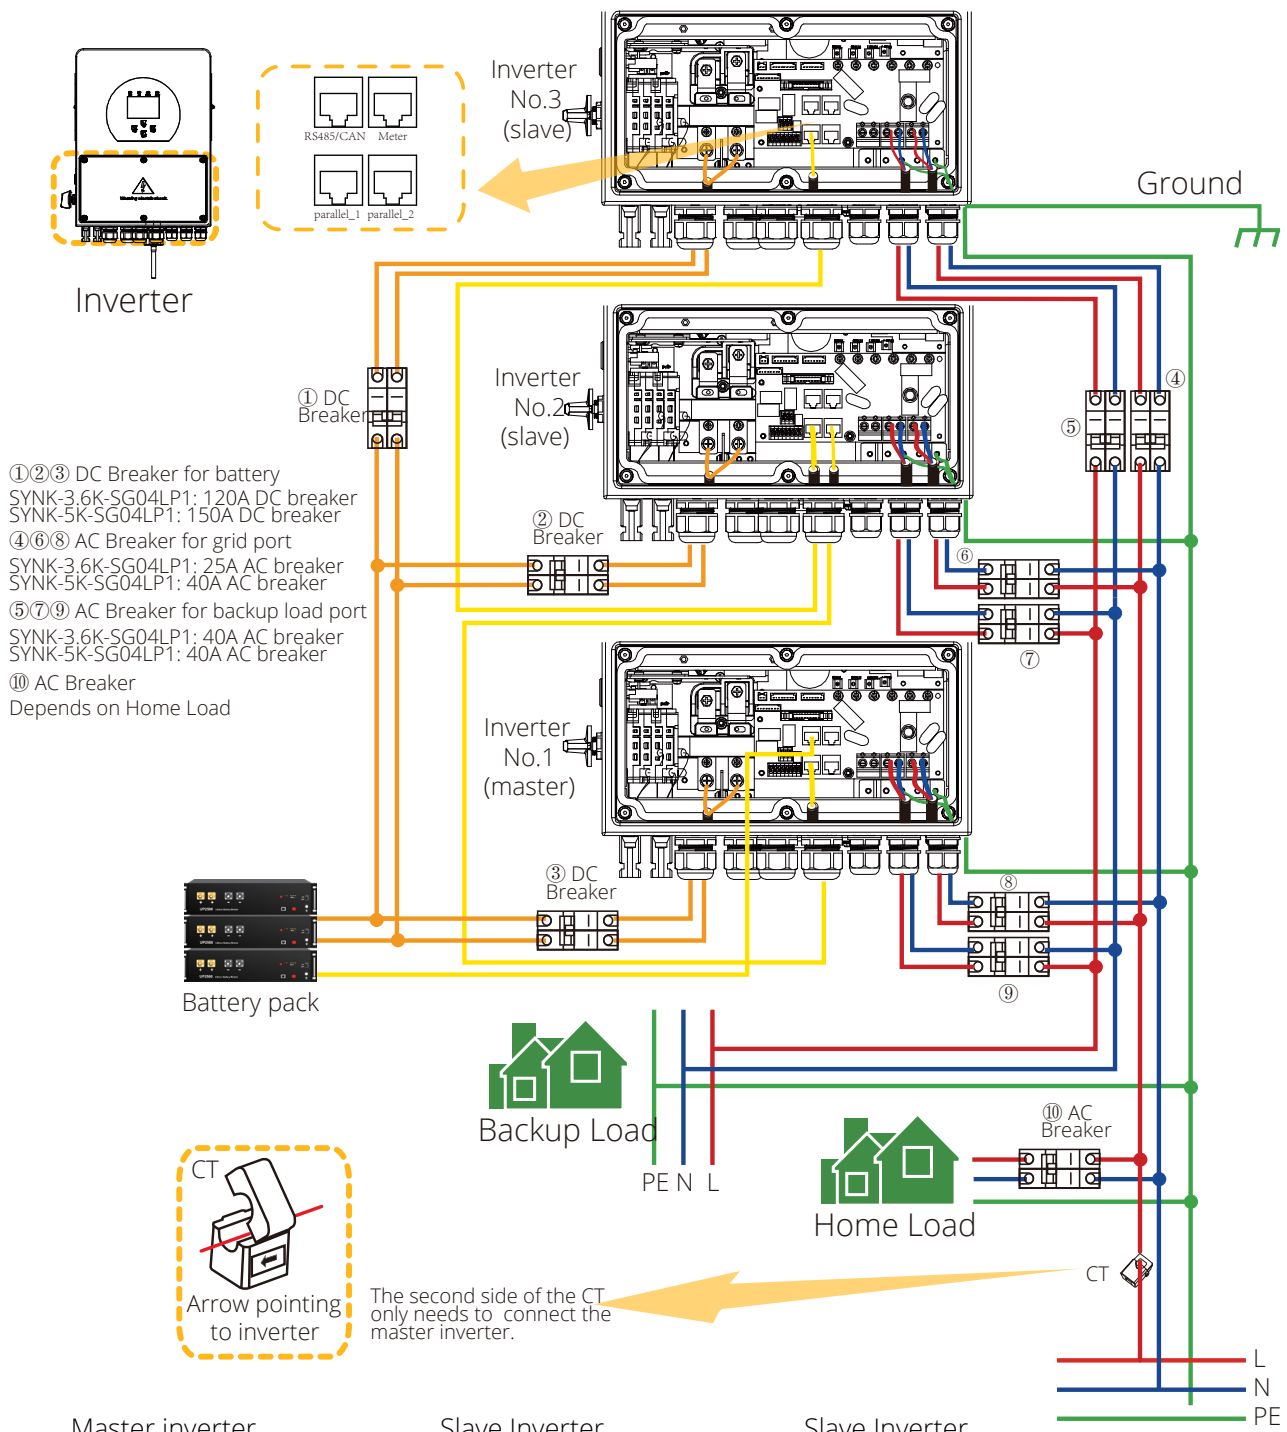 RS485/CAN Meter
parallel_1 parallel_2
Inverter
Inverter
No.3
(slave)
Ground
① DC
Breaker
Inverter
No.2
(slave)
④
⑤
①②③ DC Breaker for battery
SYNK-3.6K-SG04LP1: 120A DC breaker
SYNK-5K-SG04LP1: 150A DC breaker
④⑥⑧ AC Breaker for grid port
SYNK-3.6K-SG04LP1: 25A AC breaker
SYNK-5K-SG04LP1: 40A AC breaker
⑤⑦⑨ AC Breaker for backup load port
SYNK-3.6K-SG04LP1: 40A AC breaker
SYNK-5K-SG04LP1: 40A AC breaker
⑩ AC Breaker
Depends on Home Load
② DC
Breaker
⑥
⑦
Inverter
No.1
(master)
③ DC
Breaker
⑧
⑨
Battery pack
Backup Load
PE N L
⑩ AC
Breaker
Home Load
CT
CT
Arrow pointing
to inverter
The second side of the CT
only needs to connect the
master inverter.
L
N
PE
Master inverter
Slave Inverter
Slave Inverter